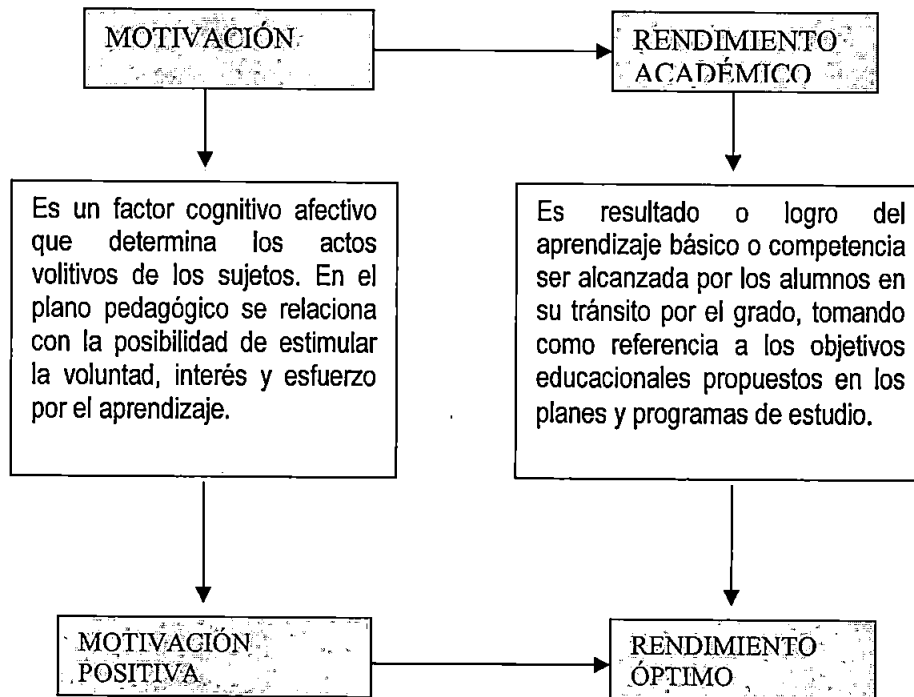 MOTIVACIÓN
RENDIMIENTO
ACADÉMICO
Es un factor cognitivo afectivo
que determina los actos
volitivos de los sujetos. En el
plano pedagógico se relaciona
con la posibilidad de estimular
la voluntad, interés y esfuerzo
por el aprendizaje.
Es resultado o logro del
aprendizaje básico o competencia
ser alcanzada por los alumnos en
su tránsito por el grado, tomando
como referencia a los objetivos
educacionales propuestos en los
planes y programas de estudio.
MOTIVACIÓN
POSITIVA
RENDIMIENTO
ÓPTIMO